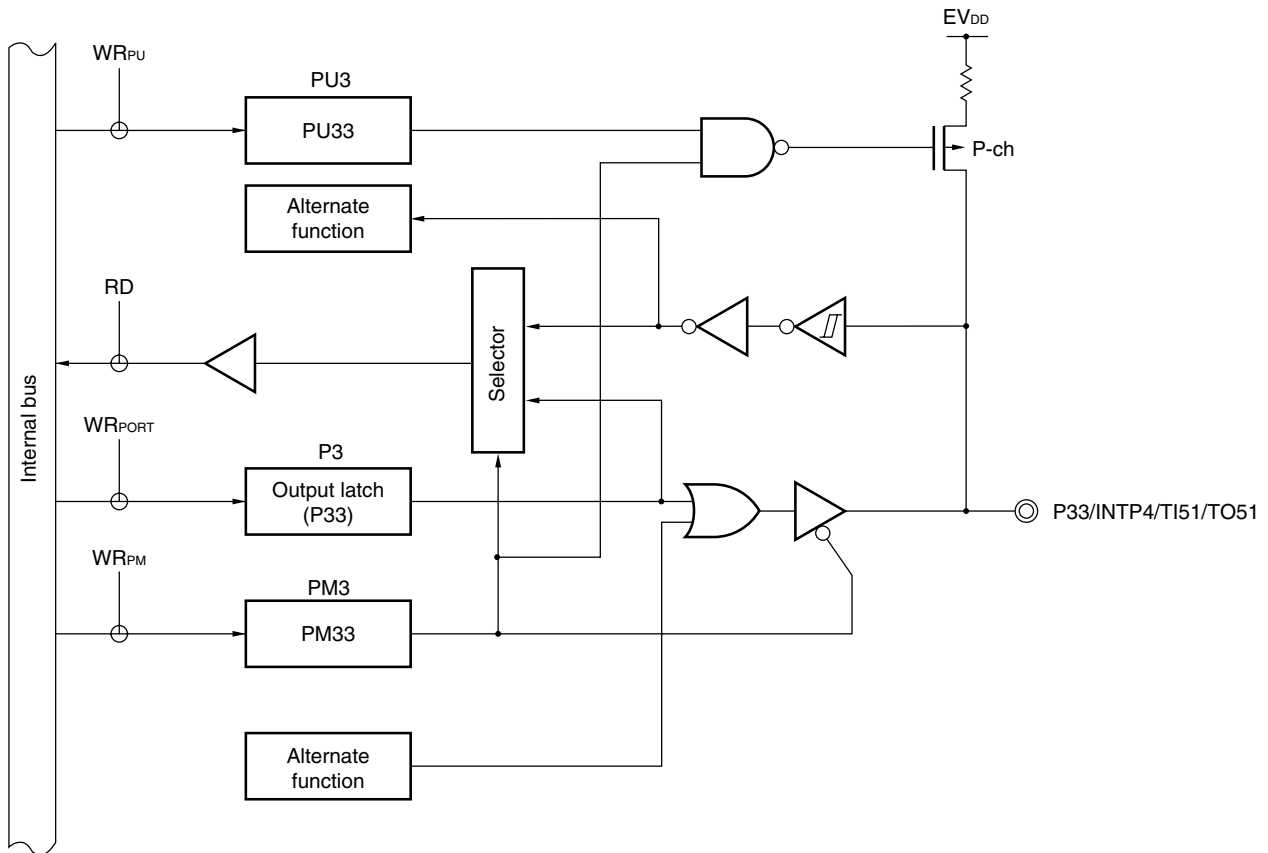 EVDD
WRPU
PU3
PU33
P-ch
Alternate
function
RD
Selector
Internal bus
WRPORT
P3
Output latch
(P33)
P33/INTP4/TI51/TO51
WRPM
PM3
PM33
Alternate
function